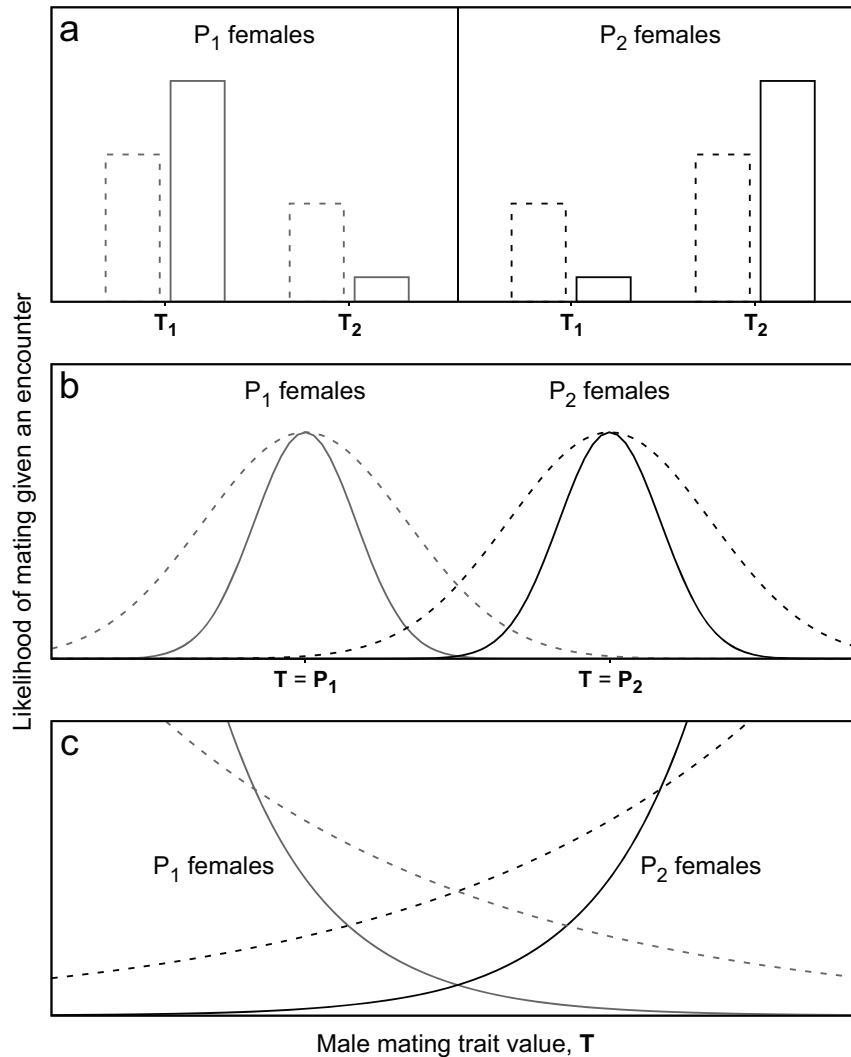 Likelihood of mating given an encounter
a
P1 females
P2 females
T1
T2
T1
T2
b
P1 females
P2 females
T = P1
T = P2
c
P1 females
P2 females
Male mating trait value, T